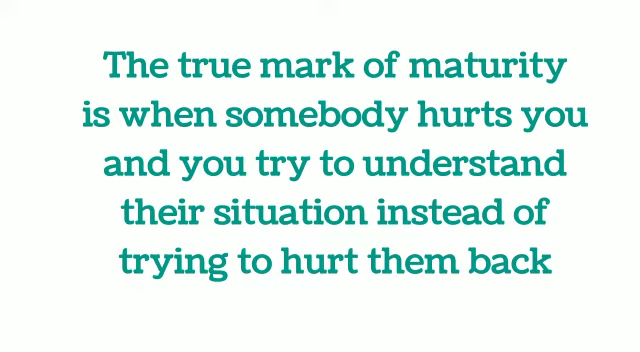 The true mark of maturity
is when somebody hurts you
and you try to understand
their situation instead of
trying to hurt them back